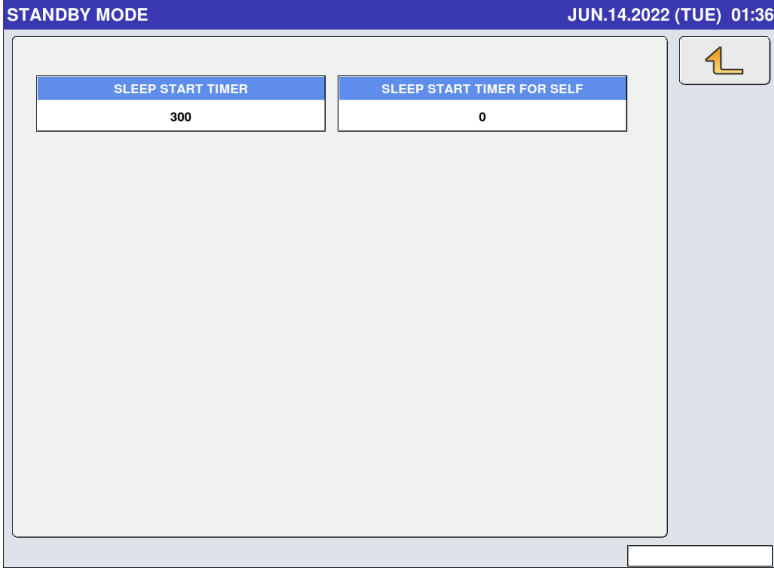 STANDBY MODE JUN.14.2022 (TUE) 01:36
SLEEP START TIMER SLEEP START TIMER FOR SELF
300 0